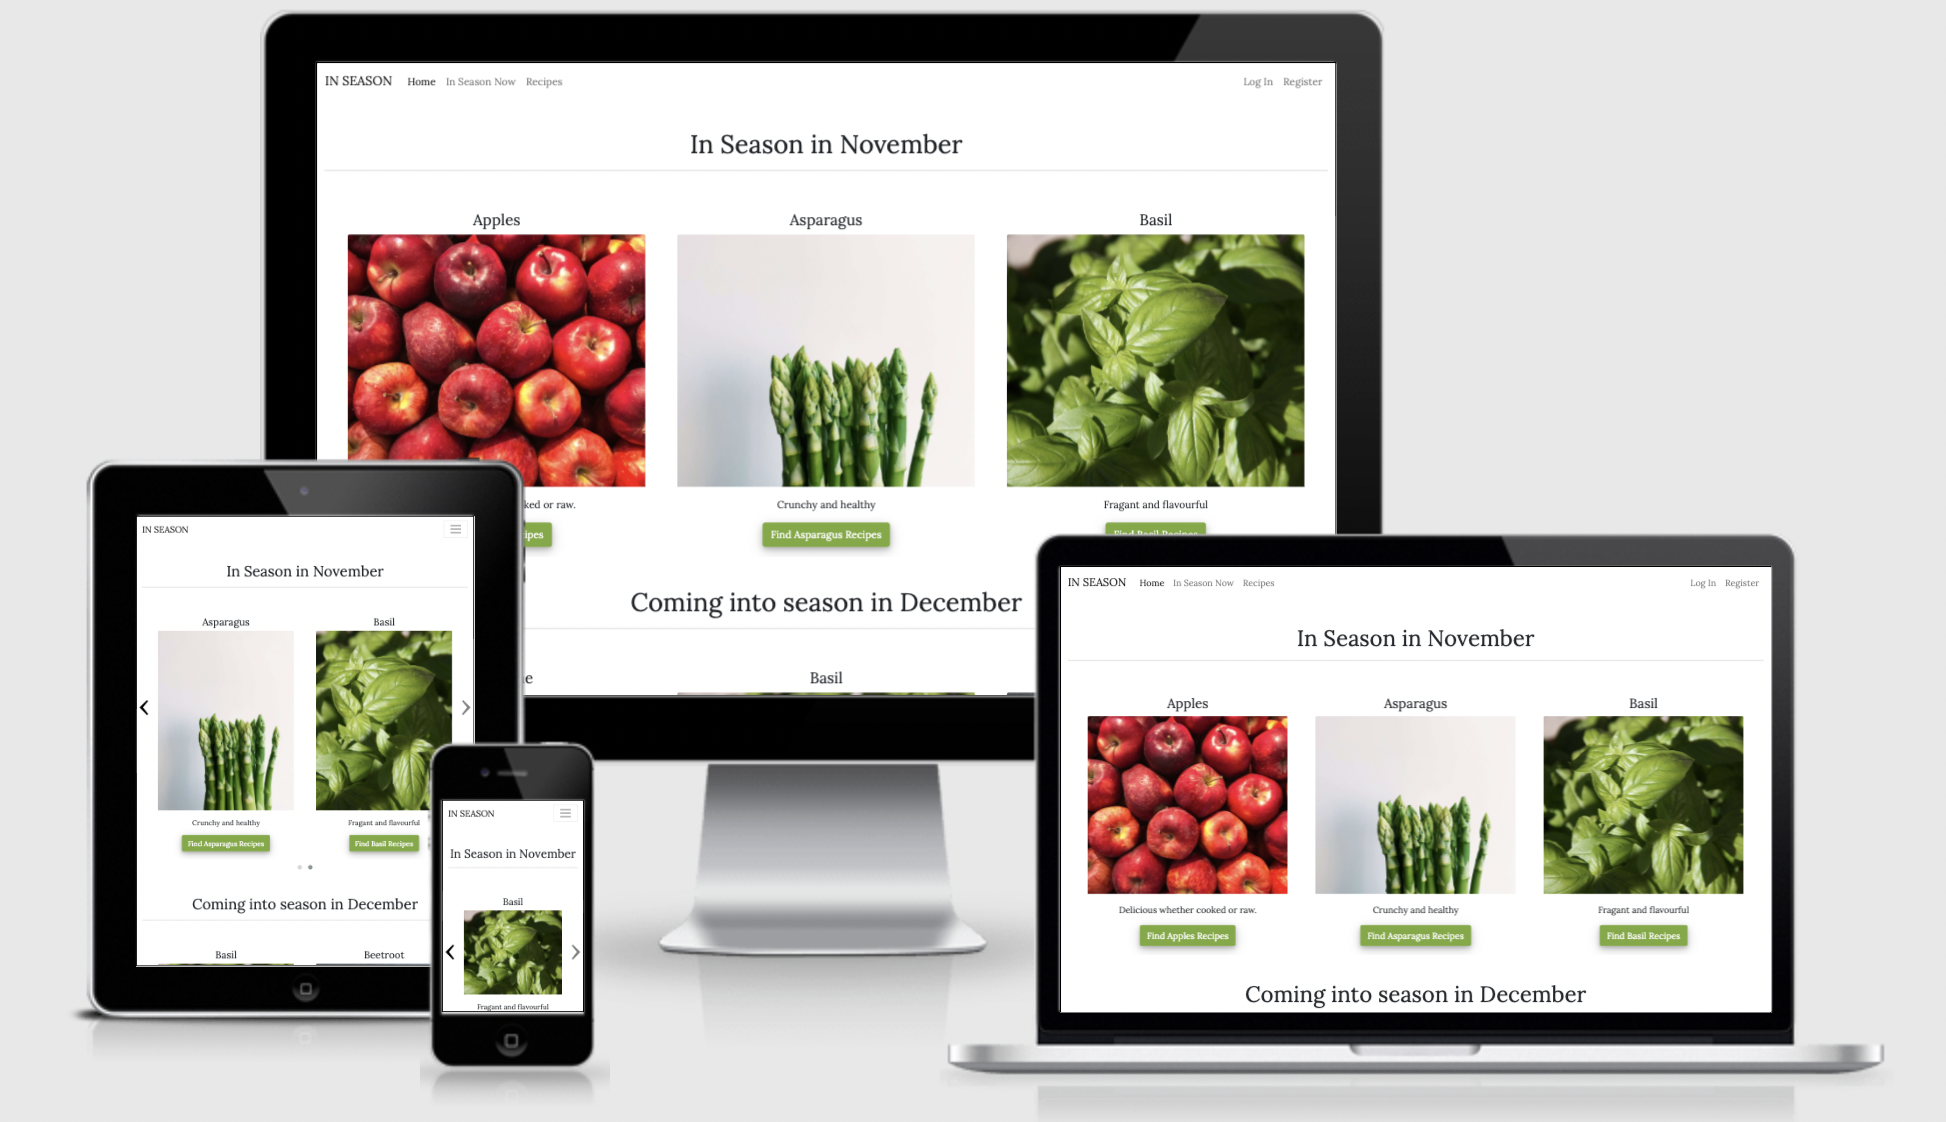 IN SEASON Home In Season Now Recipes Log In Register
In Season in November
Apples Asparagus Basil
ked or raw. Crunchy and healthy Fragant and flavourful
ipes Find Asparagus Recipes Find Basil Recipes
Coming into season in December
e Basil
IN SEASON
In Season in November
Asparagus Basil
Crunchy and healthy Fragant and flavourful
Find Asparagus Recipes Find Basil Recipes
Coming into season in December
Basil Beetroot
IN SEASON
In Season in November
Basil
Fragant and flavourful
IN SEASON Home In Season Now Recipes Log In Register
In Season in November
Apples Asparagus Basil
Delicious whether cooked or raw. Crunchy and healthy Fragant and flavourful
Find Apples Recipes Find Asparagus Recipes Find Basil Recipes
Coming into season in December